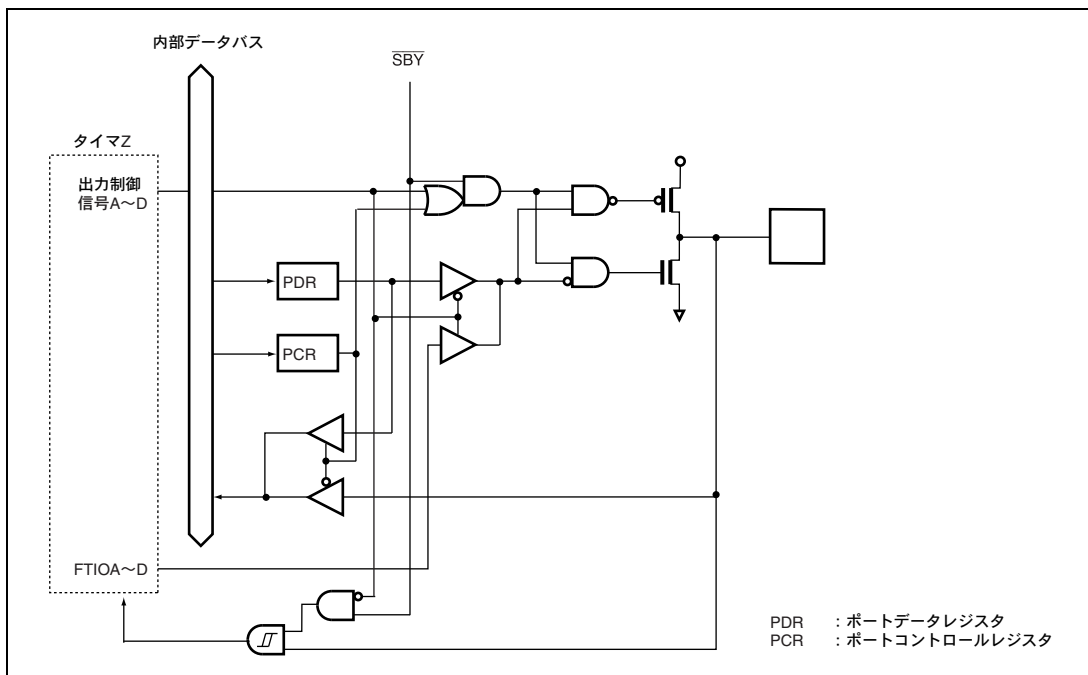 内部データバス
SBY
タイマZ
出力制御
信号A～D
PDR
PCR
FTIOA～D
PDR ：ポートデータレジスタ
PCR ：ポートコントロールレジスタ